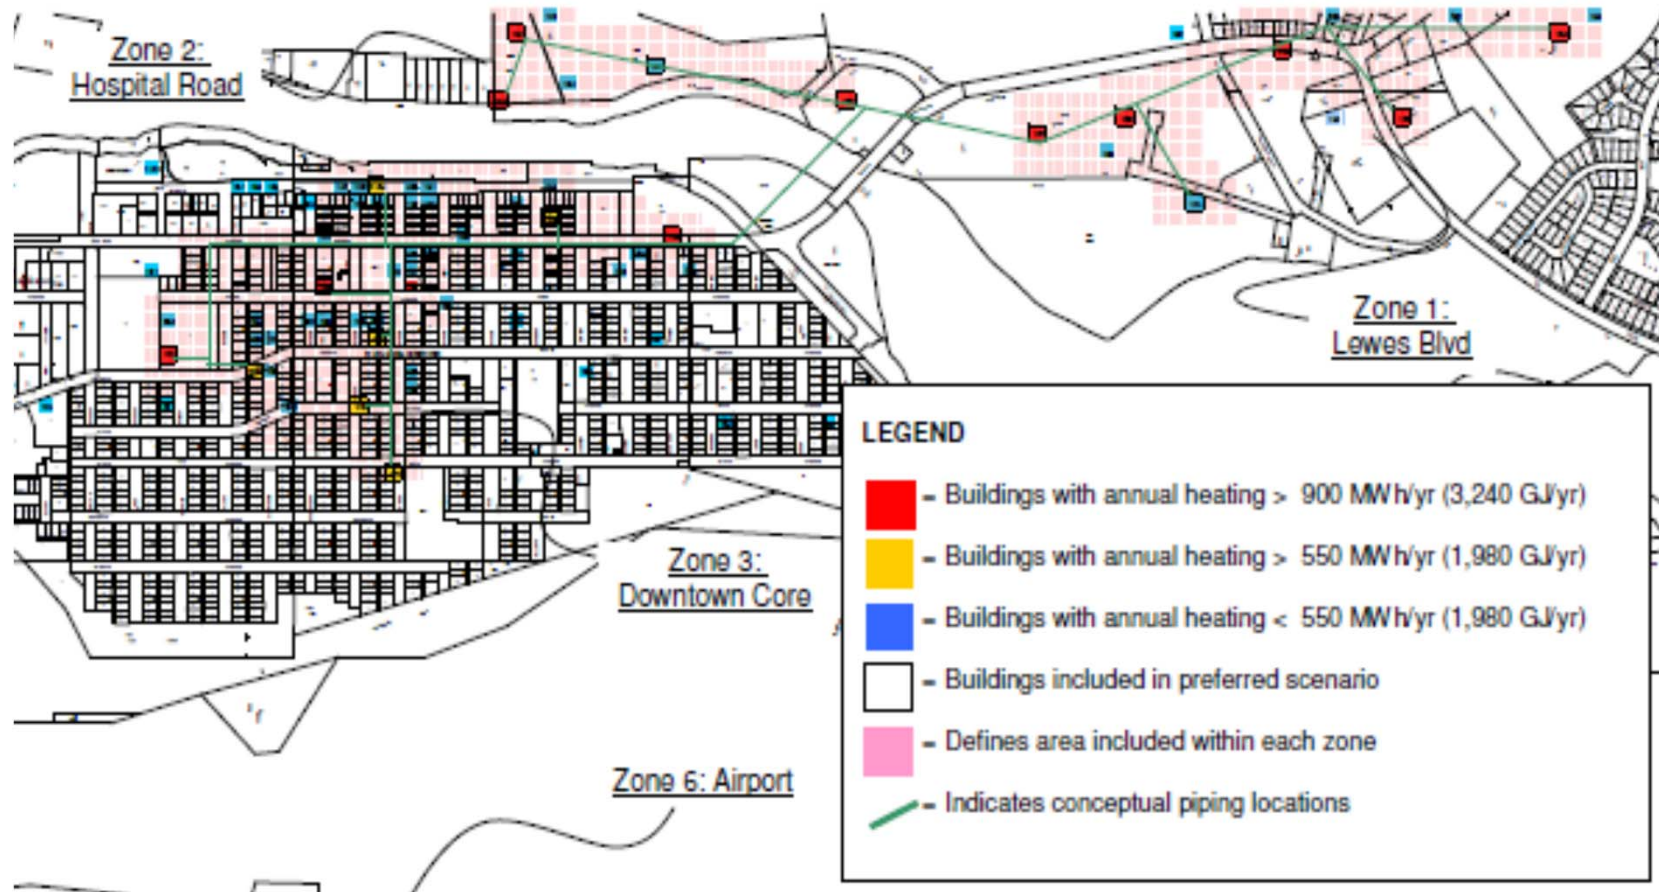 Zone 2:
Hospital Road
Zone 1:
Lewes Blvd
Zone 3:
Downtown Core
Zone 6: Airport
LEGEND
= Buildings with annual heating > 900 MWh/yr (3,240 GJ/yr)
= Buildings with annual heating > 550 MWh/yr (1,980 GJ/yr)
= Buildings with annual heating < 550 MWh/yr (1,980 GJ/yr)
= Buildings included in preferred scenario
= Defines area included within each zone
= Indicates conceptual piping locations